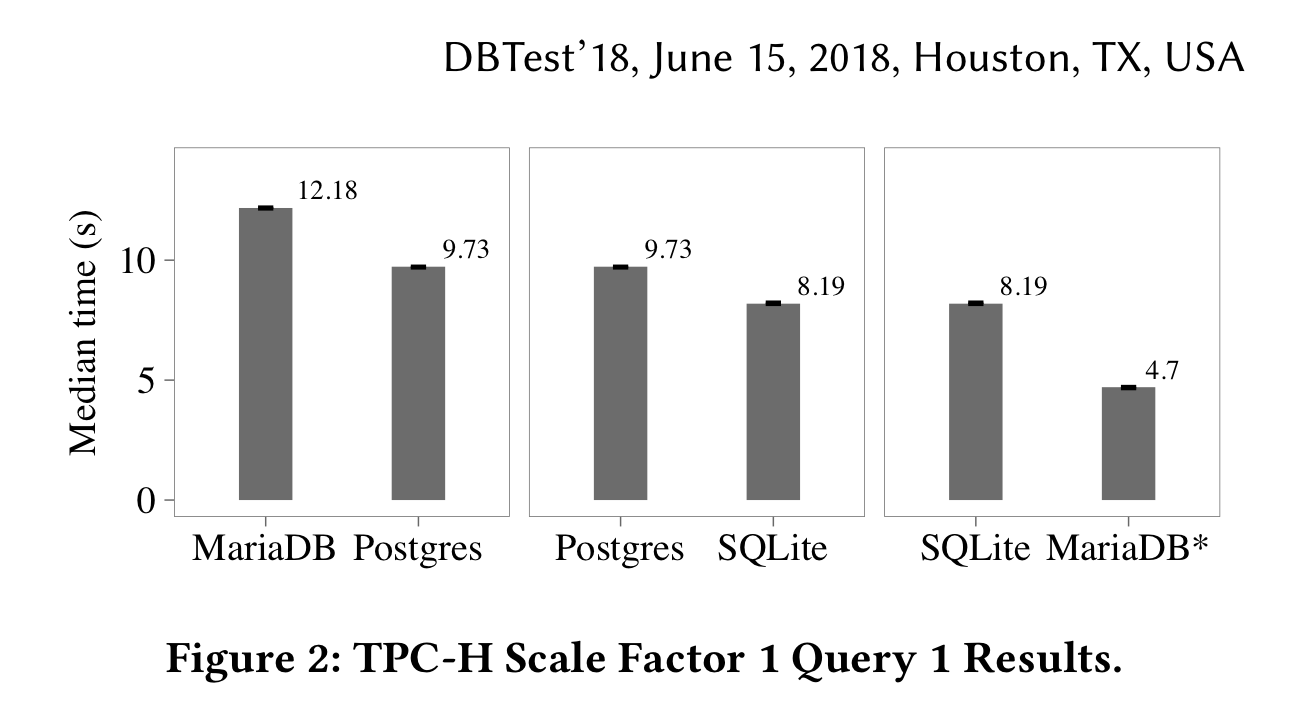 DBTest’18, June 15, 2018, Houston, TX, USA
Median time (s)
10
5
0
12.18
9.73
9.73
8.19
8.19
4.7
MariaDB Postgres
Postgres SQLite
SQLite MariaDB*
Figure 2: TPC-H Scale Factor 1 Query 1 Results.